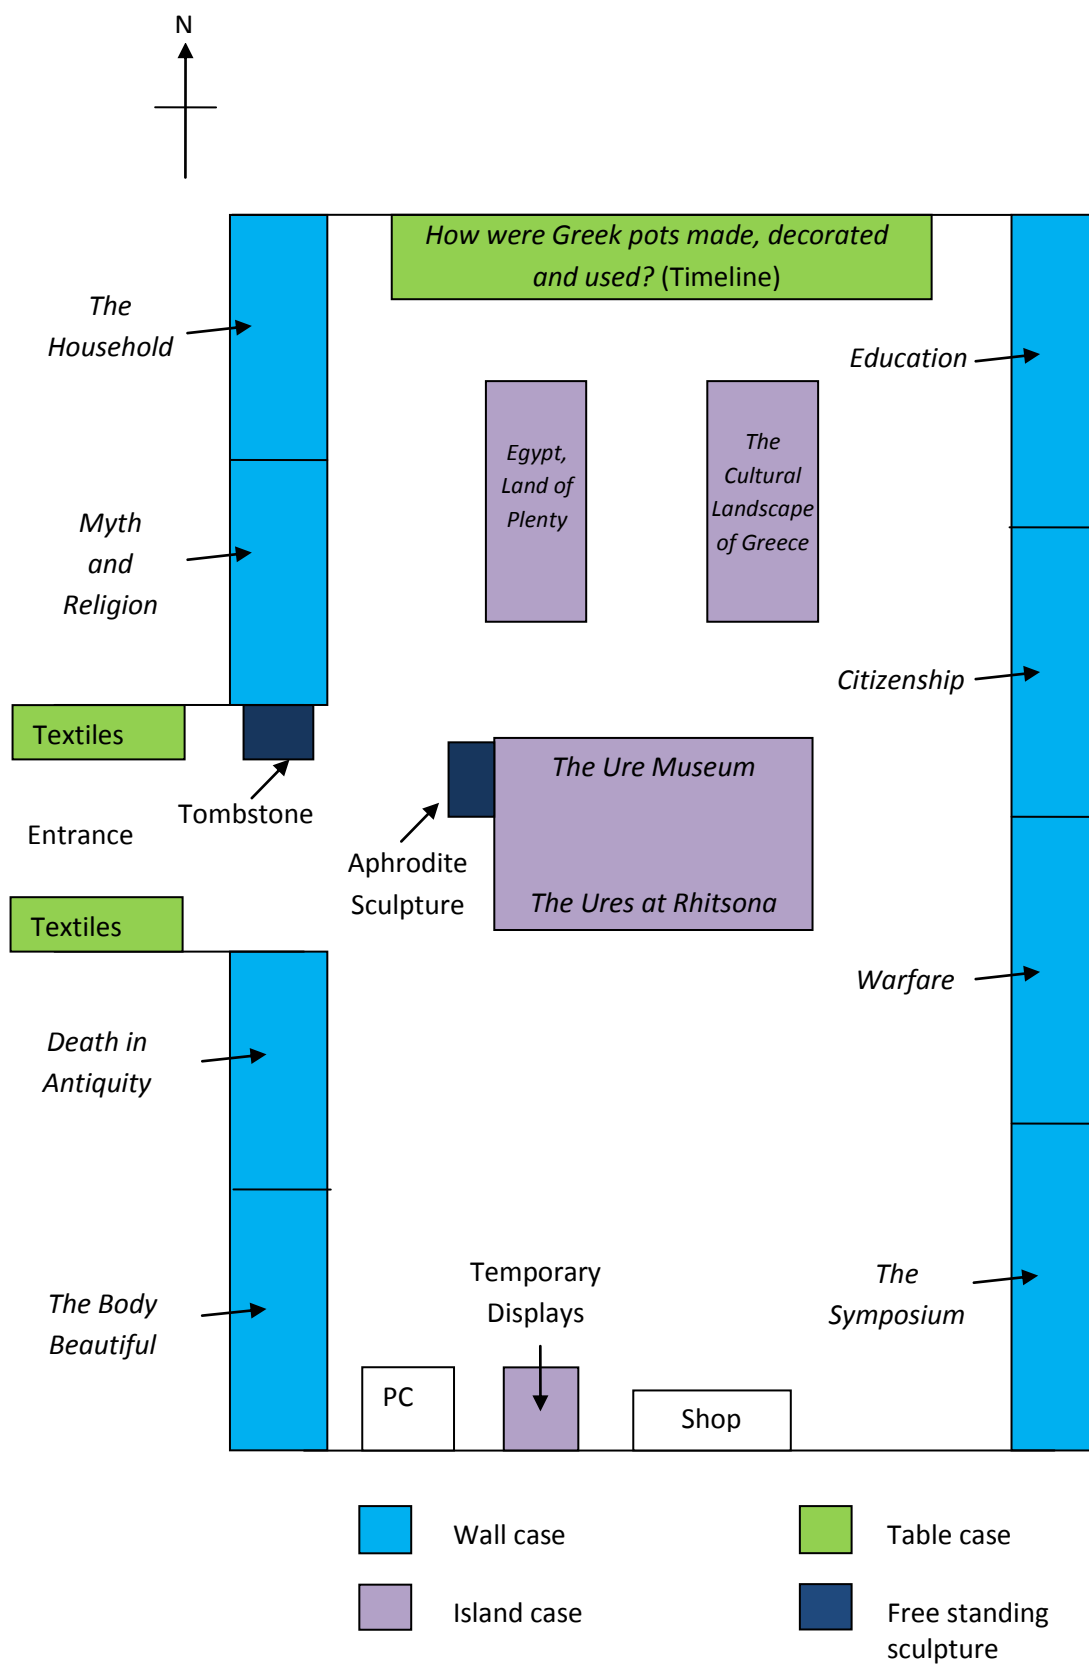 N
How were Greek pots made, decorated
and used? (Timeline)
The
Household
Education
Egypt,
Land of
Plenty
The
Cultural
Landscape
of Greece
Myth
and
Religion
Citizenship
Textiles
Tombstone
Entrance
The Ure Museum
Aphrodite
Sculpture
The Ures at Rhitsona
Textiles
Warfare
Death in
Antiquity
Temporary
Displays
The
Symposium
The Body
Beautiful
PC
Shop
Wall case
Table case
Island case
Free standing
sculpture